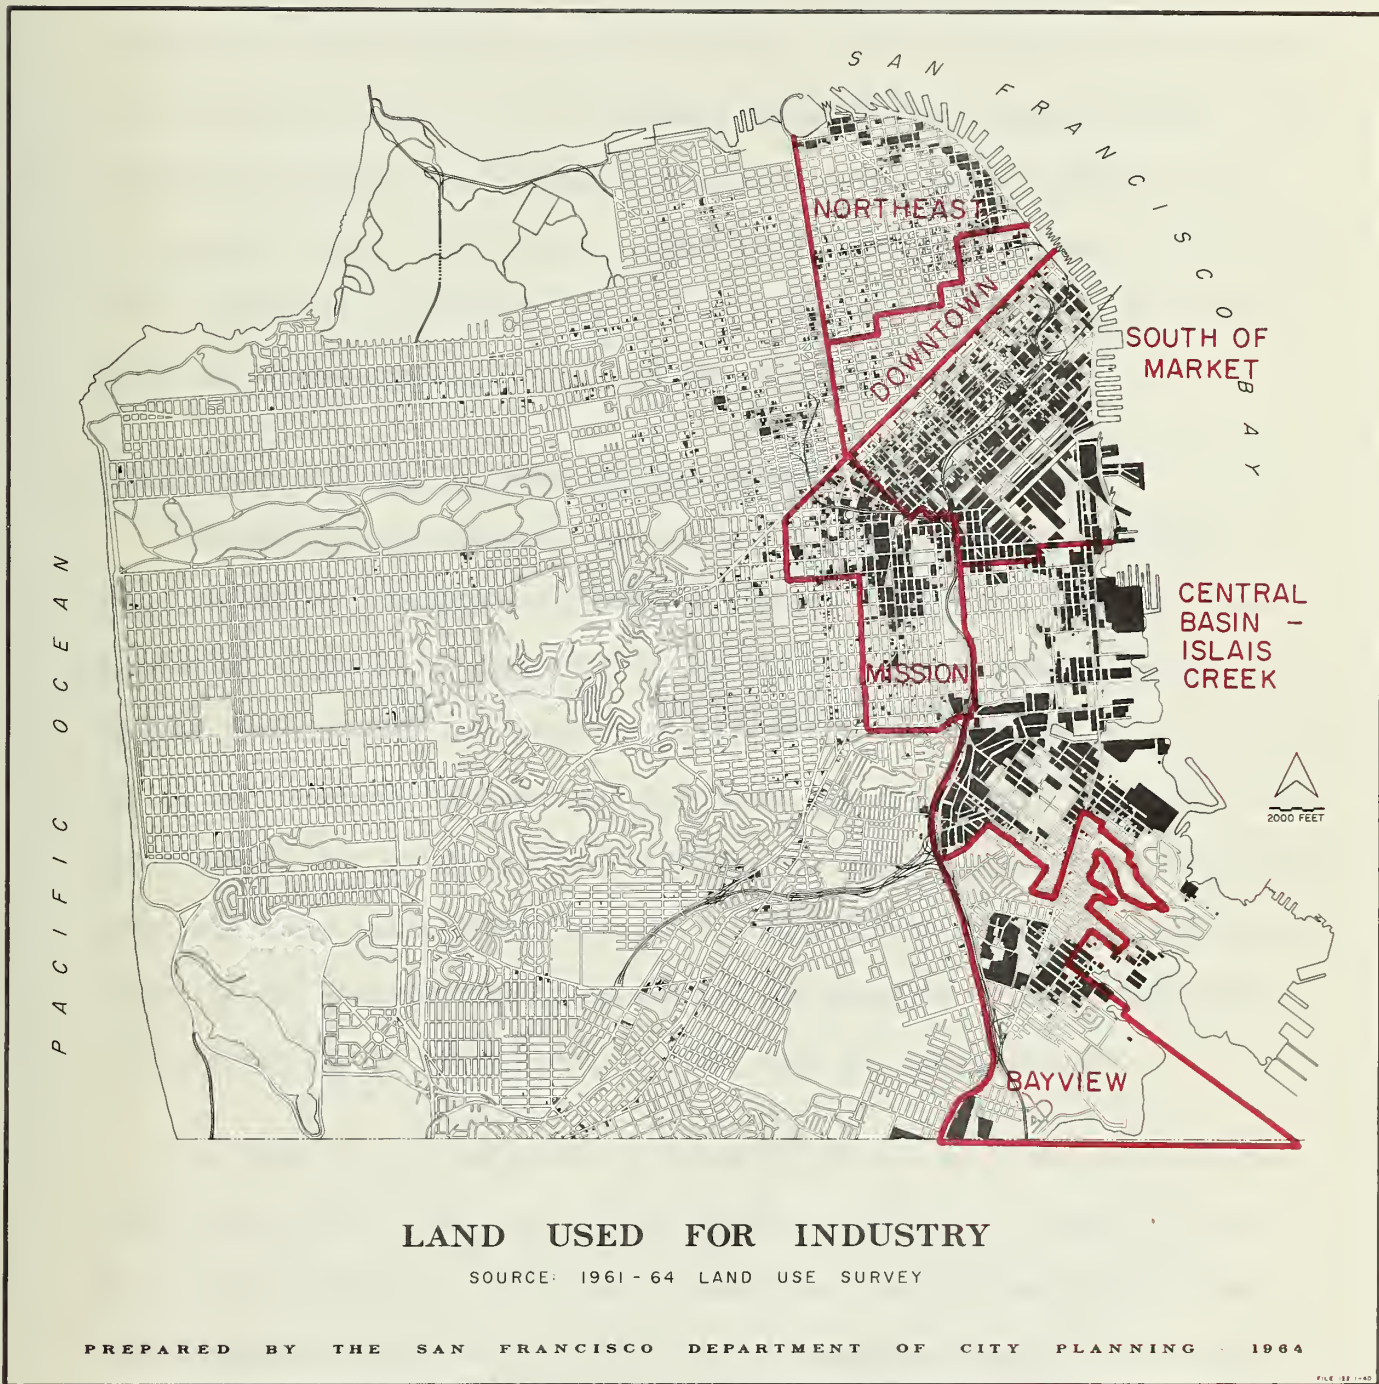 SAN FRANCISCO BAY
NORTHEAST
DOWNTOWN
SOUTH OF
MARKET
CENTRAL
BASIN -
ISLAIS
CREEK
MISSION
PACIFIC OCEAN
2000 FEET
BAYVIEW
LAND USED FOR INDUSTRY
SOURCE: 1961-64 LAND USE SURVEY
PREPARED BY THE SAN FRANCISCO DEPARTMENT OF CITY PLANNING 1964